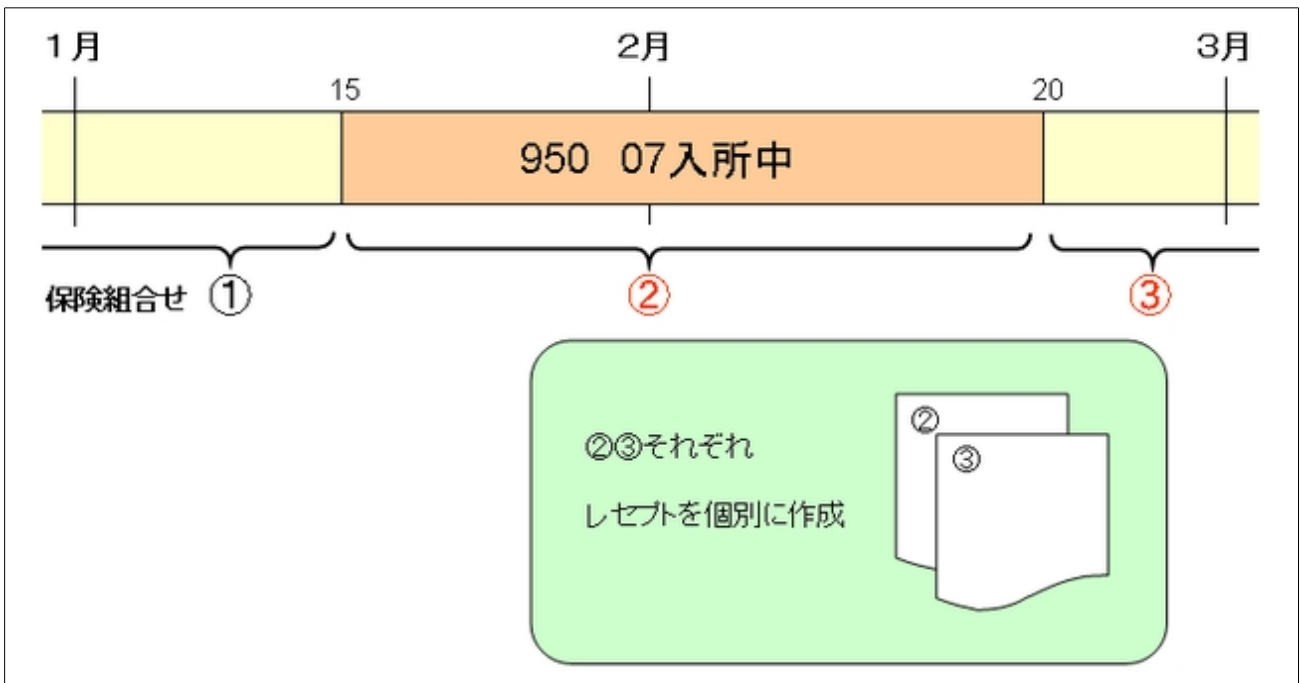 1月 2月 3月
15 20
950 07入所中
保険組合せ ① ② ③
②③それぞれ
レセプトを個別に作成
②
③